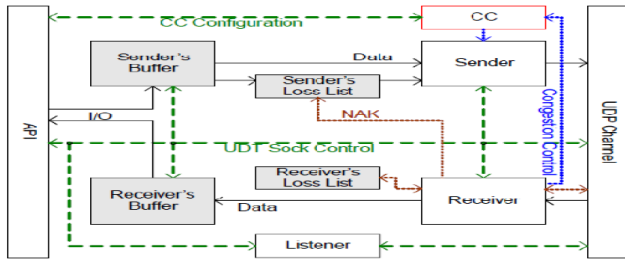 CC
CC Configuration
Sender's
Buffer
Data
Sender
Sender's
Loss List
API
I/O
NAK
Congestion Control
UDP Channel
UDT Sock Control
Receiver's
Buffer
Receiver's
Loss List
Data
Receiver
Listener